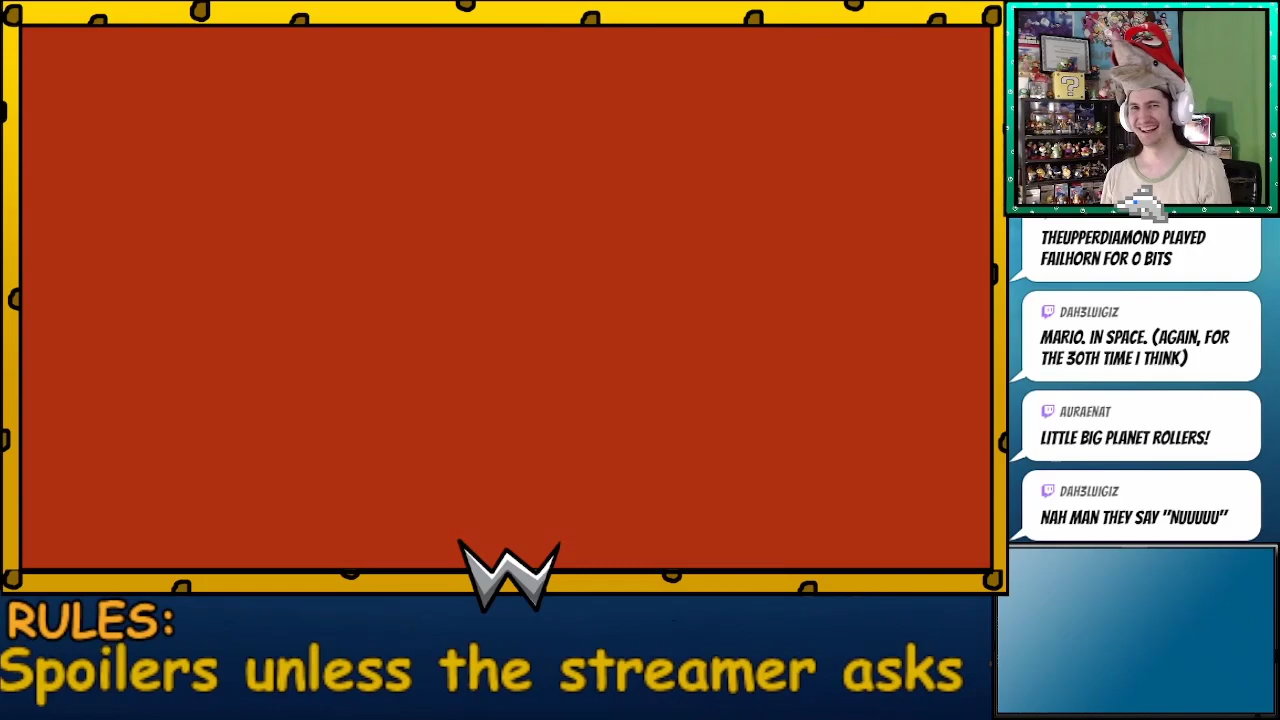 THEUPPERDIAMOND PLAYED
FAILHORN FOR 0 BITS
DAH3LUIGIZ
MARIO. IN SPACE. (AGAIN, FOR
THE 30TH TIME I THINK)
AURAENAT
LITTLE BIG PLANET ROLLERS!
DAH3LUIGIZ
NAH MAN THEY SAY "NUUUUU"
RULES:
Spoilers unless the streamer asks